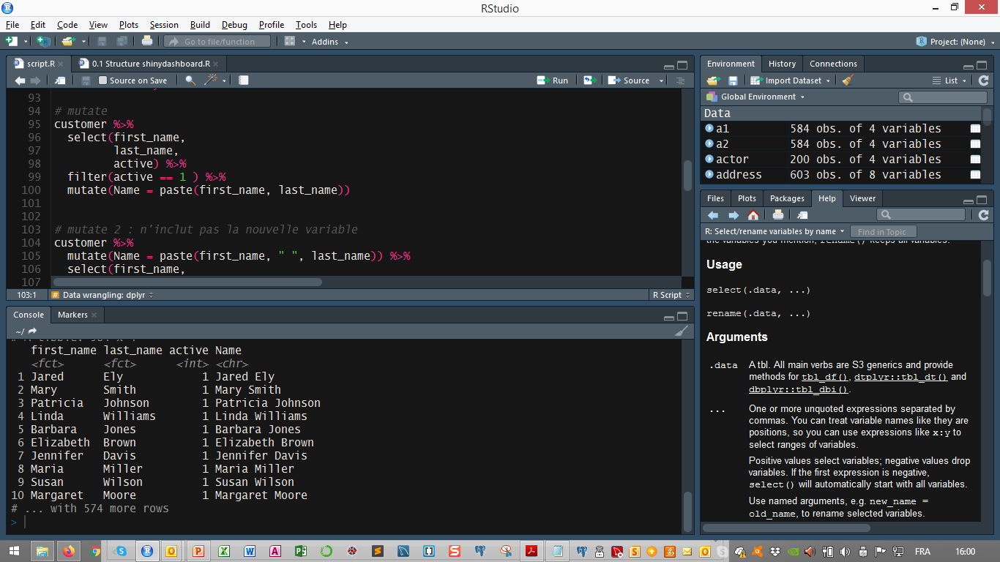 RStudio
File Edit Code View Plots Session Build Debug Profile Tools Help
Go to file/function Addins Project: (None)
script.R 0.1 Structure shinydashboard.R
Source on Save Run Source
93
94 # mutate
95 customer %>%
96 select(first_name,
97 last_name,
98 active) %>%
99 filter(active == 1 ) %>%
100 mutate(Name = paste(first_name, last_name))
101
102
103 # mutate 2 : n'inclut pas la nouvelle variable
104 customer %>%
105 mutate(Name = paste(first_name, " ", last_name)) %>%
106 select(first_name,
107
103:1 Data wrangling: dplyr R Script
Console Markers
~/
first_name last_name active Name
<fct> <fct> <int> <chr>
1 Jared Ely 1 Jared Ely
2 Mary Smith 1 Mary Smith
3 Patricia Johnson 1 Patricia Johnson
4 Linda Williams 1 Linda Williams
5 Barbara Jones 1 Barbara Jones
6 Elizabeth Brown 1 Elizabeth Brown
7 Jennifer Davis 1 Jennifer Davis
8 Maria Miller 1 Maria Miller
9 Susan Wilson 1 Susan Wilson
10 Margaret Moore 1 Margaret Moore
# ... with 574 more rows
>
Environment History Connections
Import Dataset List
Global Environment
Data
a1 584 obs. of 4 variables
a2 584 obs. of 4 variables
actor 200 obs. of 4 variables
address 603 obs. of 8 variables
Files Plots Packages Help Viewer
R: Select/rename variables by name Find in Topic
the variables you mention; rename() keeps all variables.
Usage
select(.data, ...)
rename(.data, ...)
Arguments
.data A tbl. All main verbs are S3 generics and provide
methods for tbl_df(), dtplyr::tbl_dt() and
dbplyr::tbl_dbi().
... One or more unquoted expressions separated by
commas. You can treat variable names like they are
positions, so you can use expressions like x:y to
select ranges of variables.
Positive values select variables; negative values drop
variables. If the first expression is negative,
select() will automatically start with all variables.
Use named arguments, e.g. new_name =
old_name, to rename selected variables.
FRA 16:00